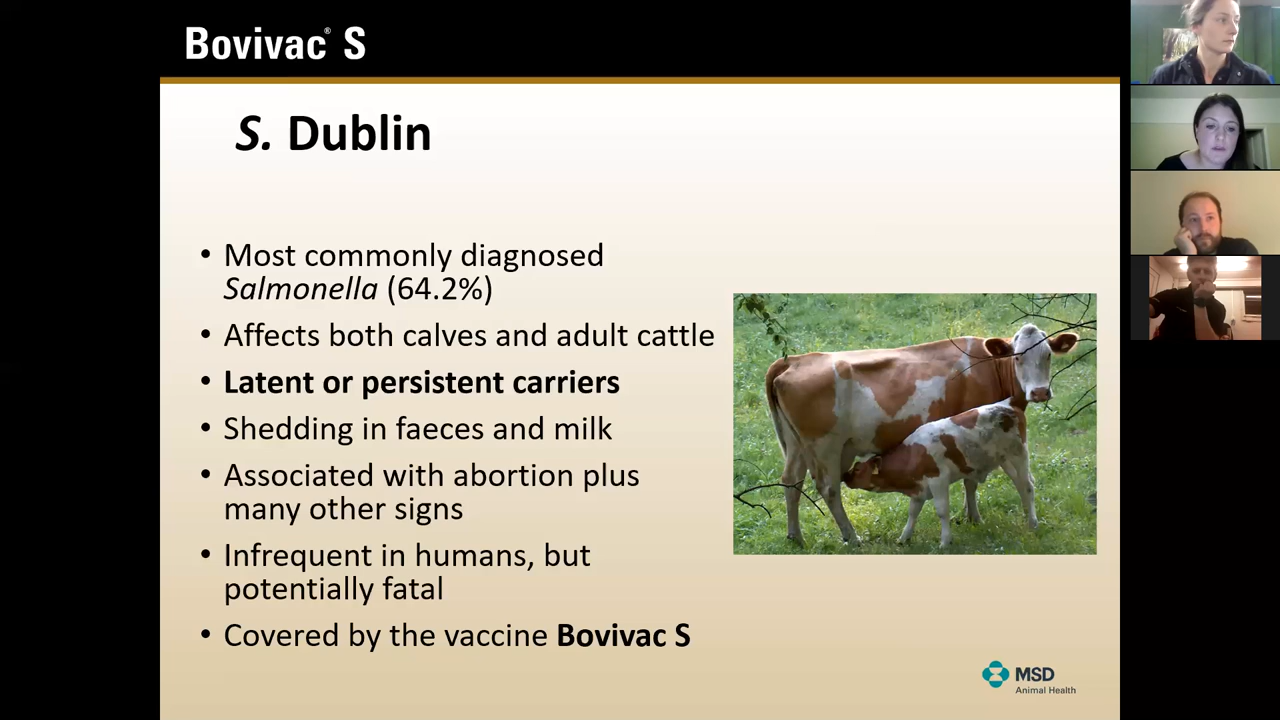 Bovivac® S
S. Dublin
• Most commonly diagnosed
Salmonella (64.2%)
• Affects both calves and adult cattle
• Latent or persistent carriers
• Shedding in faeces and milk
• Associated with abortion plus
many other signs
• Infrequent in humans, but
potentially fatal
• Covered by the vaccine Bovivac S
MSD
Animal Health